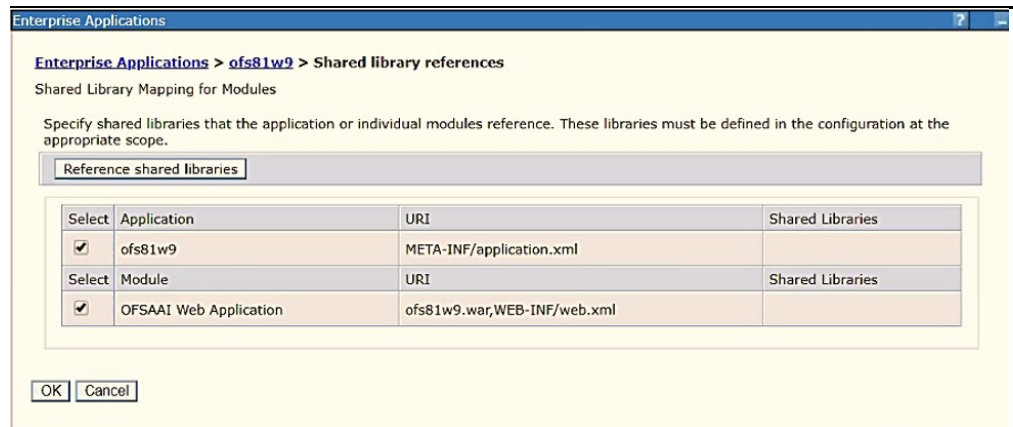 Enterprise Applications ? -
Enterprise Applications > ofs81w9 > Shared library references
Shared Library Mapping for Modules
Specify shared libraries that the application or individual modules reference. These libraries must be defined in the configuration at the
appropriate scope.
Reference shared libraries
Select Application URI Shared Libraries
ofs81w9 META-INF/application.xml
Select Module URI Shared Libraries
OFSAAI Web Application ofs81w9.war,WEB-INF/web.xml
OK Cancel